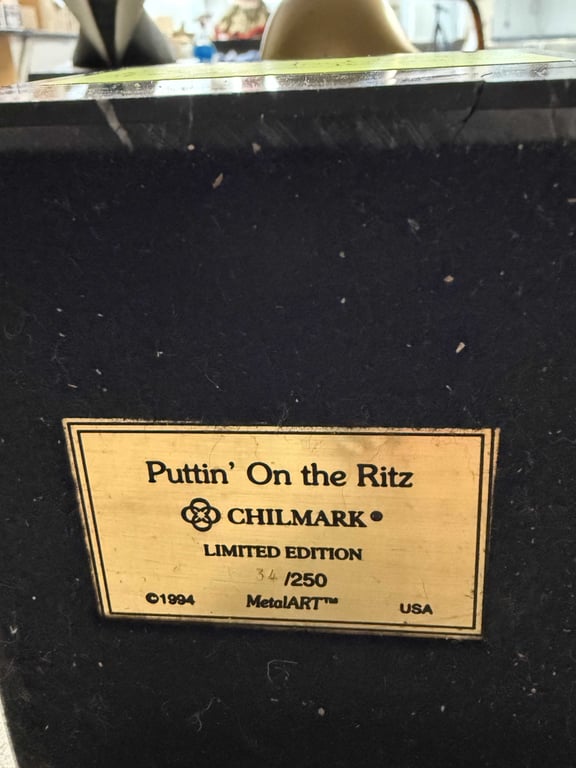 Puttin' On the Ritz
CHILMARK®
LIMITED EDITION
34 /250
©1994 MetalART™ USA